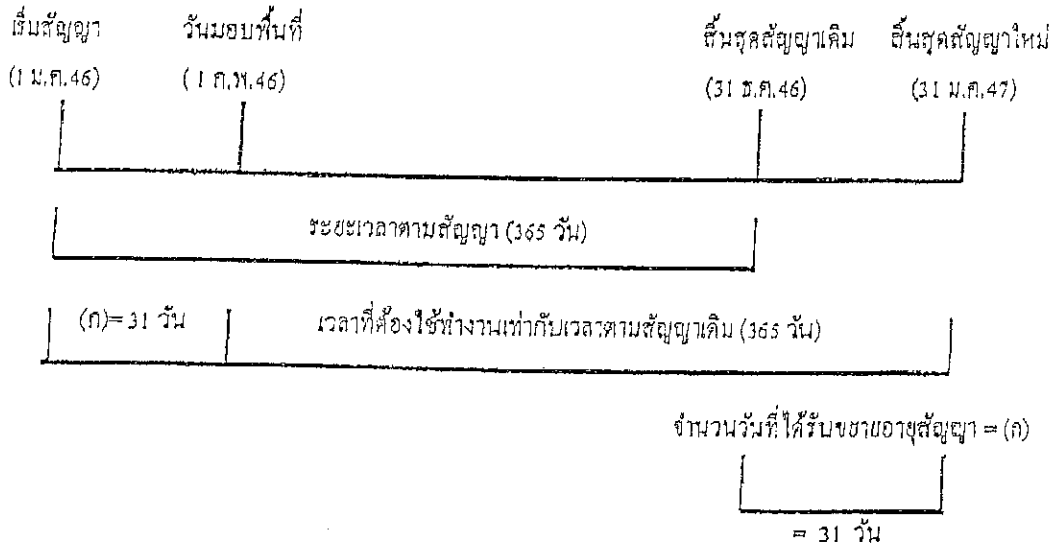 เริ่มสัญญา วันมอบพื้นที่ สิ้นสุดสัญญาเดิม สิ้นสุดสัญญาใหม่
(1 ม.ค.46) (1 ก.พ.46) (31 ธ.ค.46) (31 ม.ค.47)
ระยะเวลาตามสัญญา (365 วัน)
(ก)= 31 วัน เวลาที่ต้องใช้ทำงานเท่ากับเวลาตามสัญญาเดิม (365 วัน)
จำนวนวันที่ได้รับขยายอายุสัญญา = (ก)
= 31 วัน